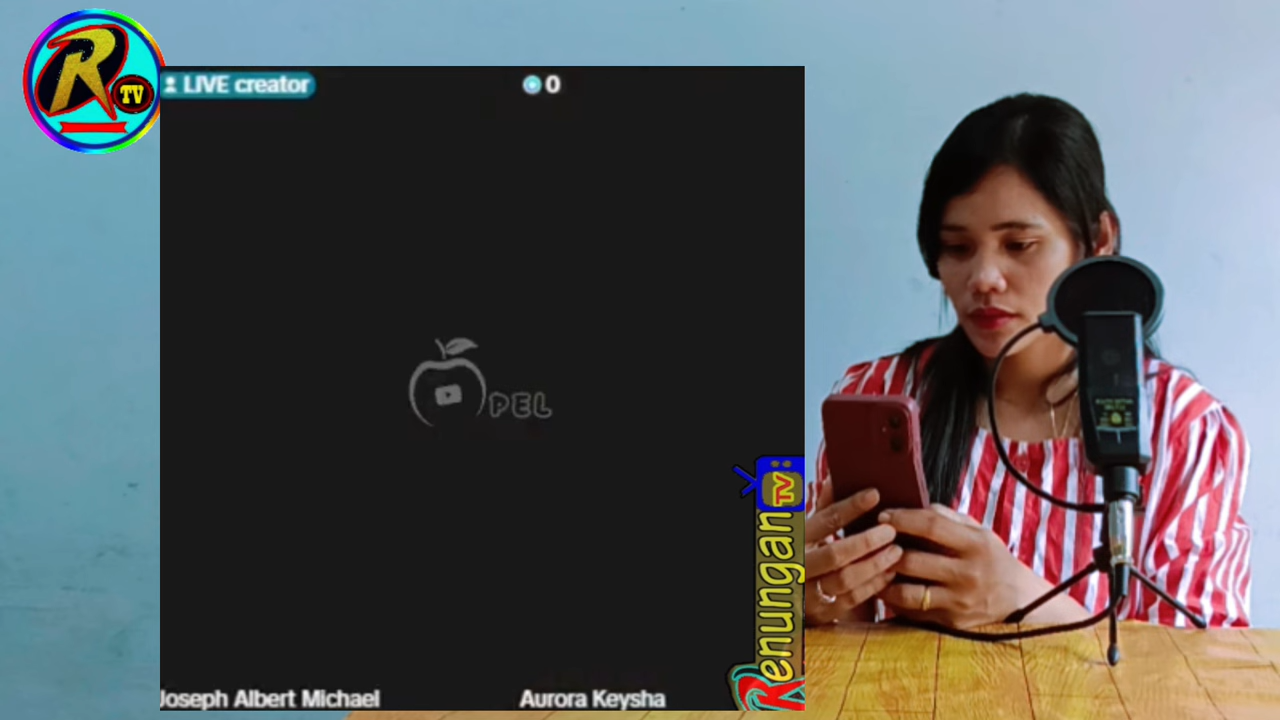 R
TV
LIVE creator
0
PEL
TV
Renungan
Joseph Albert Michael
Aurora Keysha